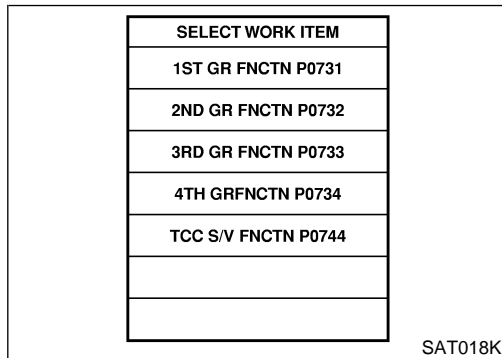 SELECT WORK ITEM
1ST GR FNCTN P0731
2ND GR FNCTN P0732
3RD GR FNCTN P0733
4TH GRFNCTN P0734
TCC S/V FNCTN P0744
SAT018K